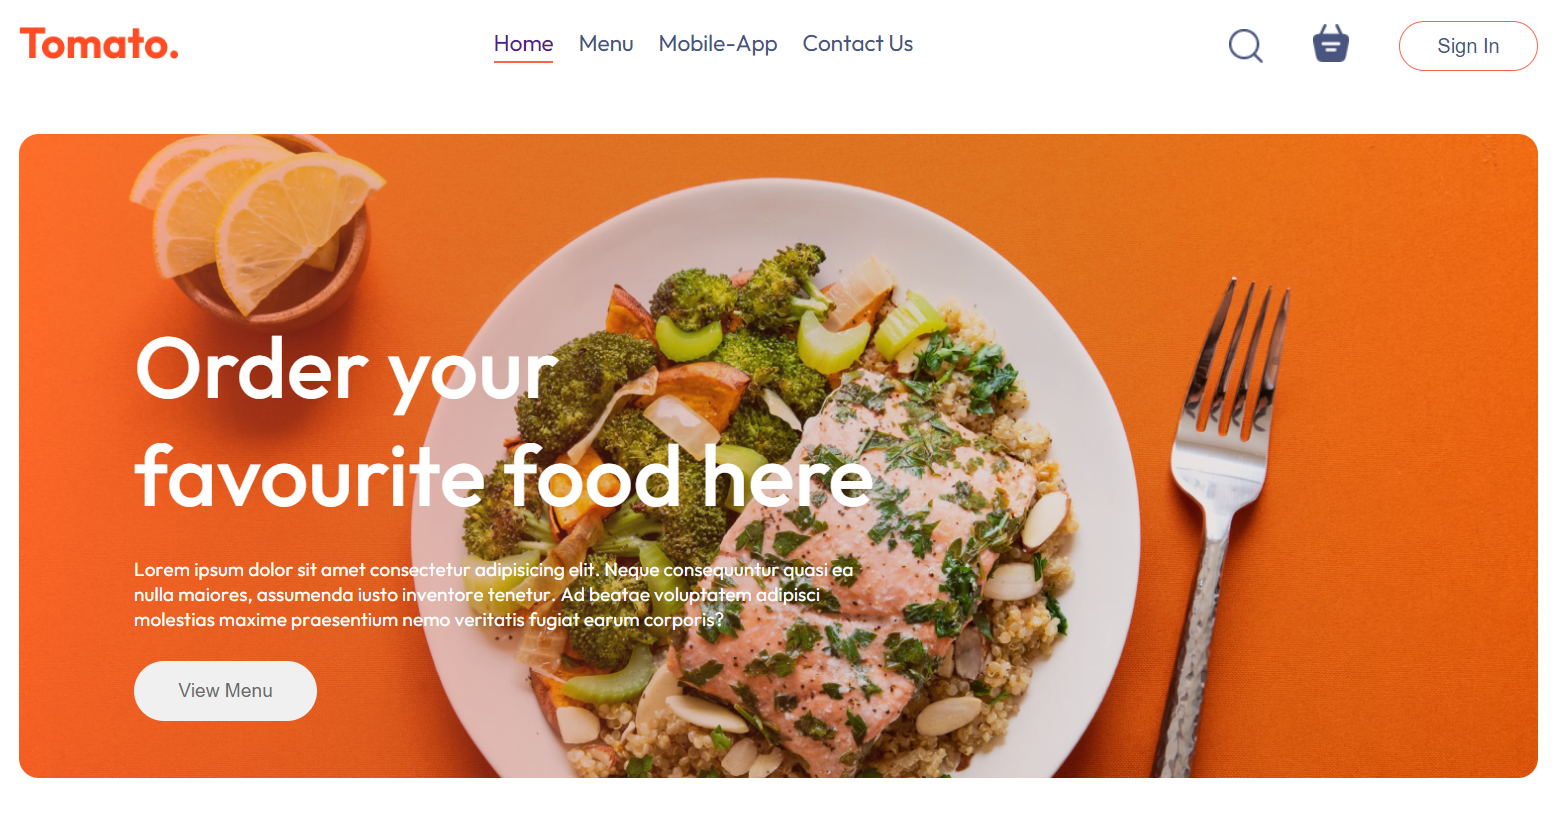 Tomato.
Home Menu Mobile-App Contact Us
Sign In
Order your
favourite food here
Lorem ipsum dolor sit amet consectetur adipisicing elit. Neque consequuntur quasi ea
nulla maiores, assumenda iusto inventore tenetur. Ad beatae voluptatem adipisci
molestias maxime praesentium nemo veritatis fugiat earum corporis?
View Menu